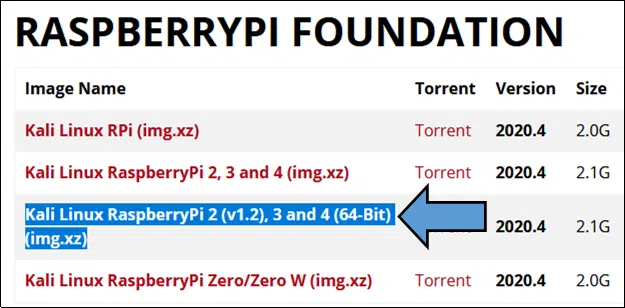 RASPBERRYPI FOUNDATION
Image Name Torrent Version Size
Kali Linux RPi (img.xz) Torrent 2020.4 2.0G
Kali Linux RaspberryPi 2, 3 and 4 (img.xz) Torrent 2020.4 2.1G
Kali Linux RaspberryPi 2 (v1.2), 3 and 4 (64-Bit)
(img.xz) Torrent 2020.4 2.1G
Kali Linux RaspberryPi Zero/Zero W (img.xz) Torrent 2020.4 2.0G